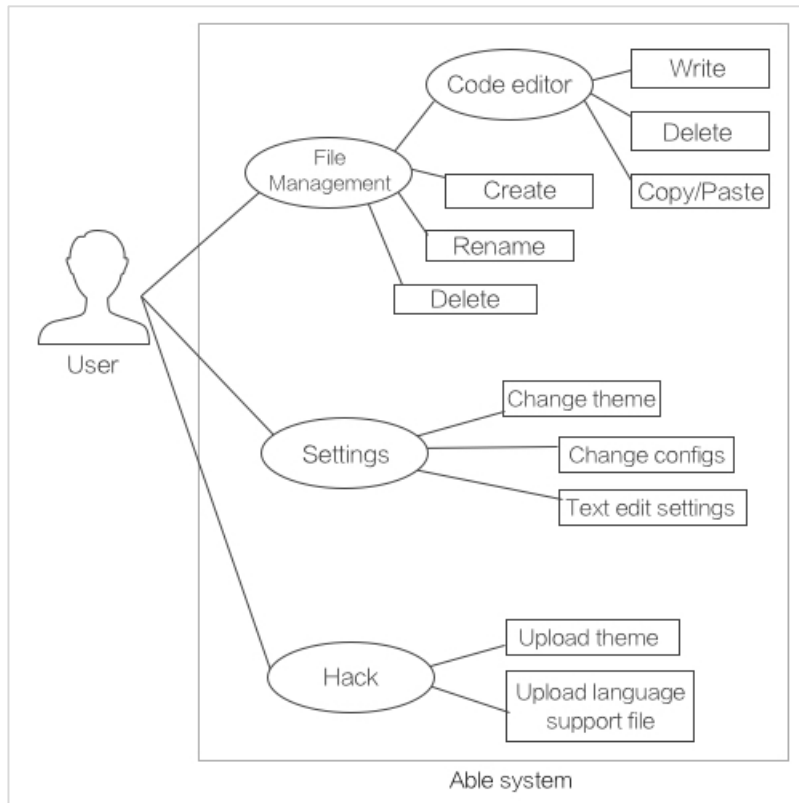 Code editor
Write
Delete
Copy/Paste
File
Management
Create
Rename
Delete
User
Change theme
Settings
Change configs
Text edit settings
Upload theme
Hack
Upload language
support file
Able system